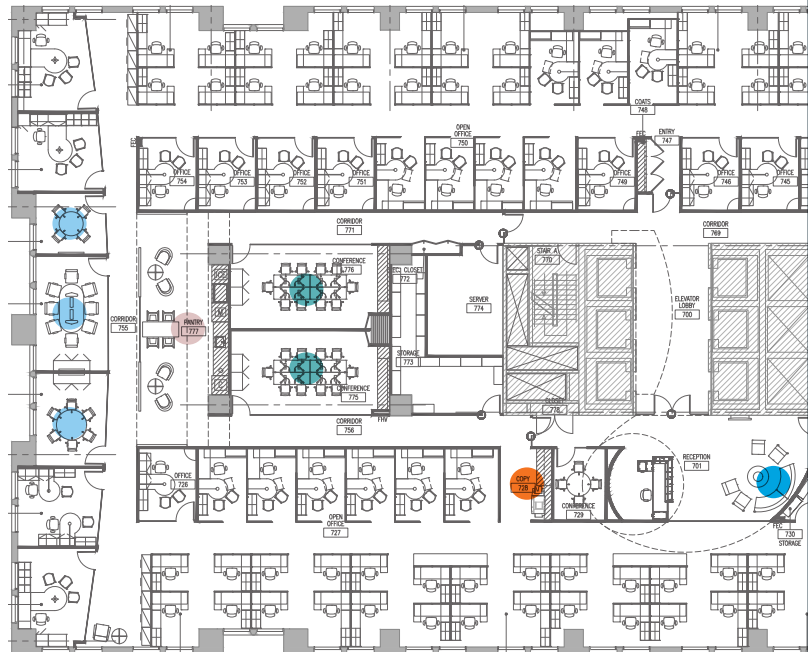 COATS
748
FEC
ENTRY
747
OPEN
OFFICE
750
FEC
OFFICE
754
OFFICE
753
OFFICE
752
OFFICE
751
OFFICE
749
OFFICE
746
OFFICE
745
CORRIDOR
771
CORRIDOR
769
STAIR A
770
CONFERENCE
776
CLOSET
772
SERVER
774
ELEVATOR
LOBBY
700
CORRIDOR
755
PANTRY
777
STORAGE
773
CONFERENCE
775
CLOSET
778
CORRIDOR
756
FHV
OFFICE
726
COPY
728
RECEPTION
701
CONFERENCE
729
OPEN
OFFICE
727
FEC
730
STORAGE